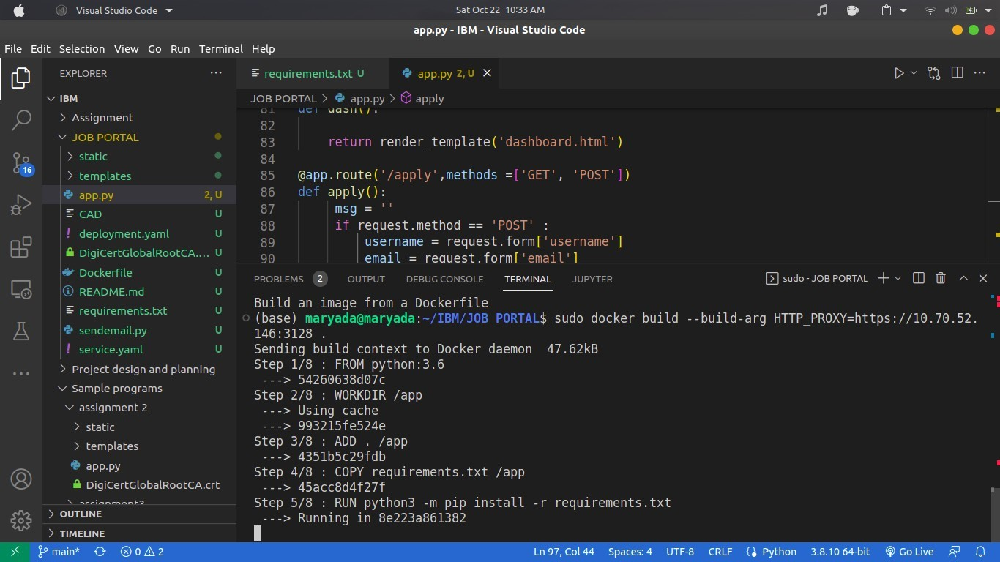 Visual Studio Code
Sat Oct 22 10:33 AM
app.py - IBM - Visual Studio Code
File Edit Selection View Go Run Terminal Help
EXPLORER
IBM
Assignment
JOB PORTAL
static
templates
app.py 2, U
CAD U
deployment.yaml U
DigiCertGlobalRootCA.... U
Dockerfile U
README.md U
requirements.txt U
sendemail.py U
service.yaml U
Project design and planning
Sample programs
assignment 2
static
templates
app.py
DigiCertGlobalRootCA.crt
assignment3
OUTLINE
TIMELINE
16
requirements.txt U
app.py 2, U
JOB PORTAL > app.py > apply
81 def dash():
82
83 return render_template('dashboard.html')
84
85 @app.route('/apply',methods =['GET', 'POST'])
86 def apply():
87 msg = ''
88 if request.method == 'POST' :
89 username = request.form['username']
90 email = request.form['email']
PROBLEMS 2 OUTPUT DEBUG CONSOLE TERMINAL JUPYTER
sudo - JOB PORTAL
Build an image from a Dockerfile
(base) maryada@maryada:~/IBM/JOB PORTAL$ sudo docker build --build-arg HTTP_PROXY=https://10.70.52.
146:3128 .
Sending build context to Docker daemon  47.62kB
Step 1/8 : FROM python:3.6
---> 54260638d07c
Step 2/8 : WORKDIR /app
---> Using cache
---> 993215fe524e
Step 3/8 : ADD . /app
---> 4351b5c29fdb
Step 4/8 : COPY requirements.txt /app
---> 45acc8d4f27f
Step 5/8 : RUN python3 -m pip install -r requirements.txt
---> Running in 8e223a861382
main* 0 2 Ln 97, Col 44 Spaces: 4 UTF-8 CRLF Python 3.8.10 64-bit Go Live